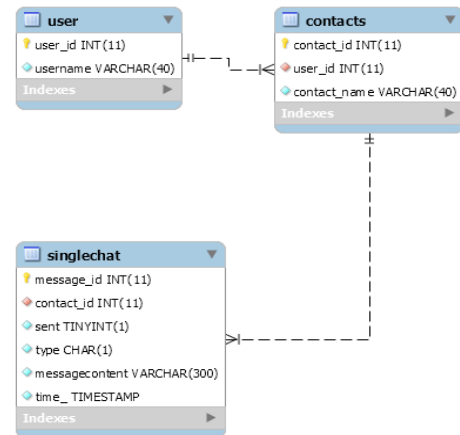 user
user_id INT(11)
username VARCHAR(40)
Indexes
contacts
contact_id INT(11)
user_id INT(11)
contact_name VARCHAR(40)
Indexes
singlechat
message_id INT(11)
contact_id INT(11)
sent TINYINT(1)
type CHAR(1)
messagecontent VARCHAR(300)
time_ TIMESTAMP
Indexes